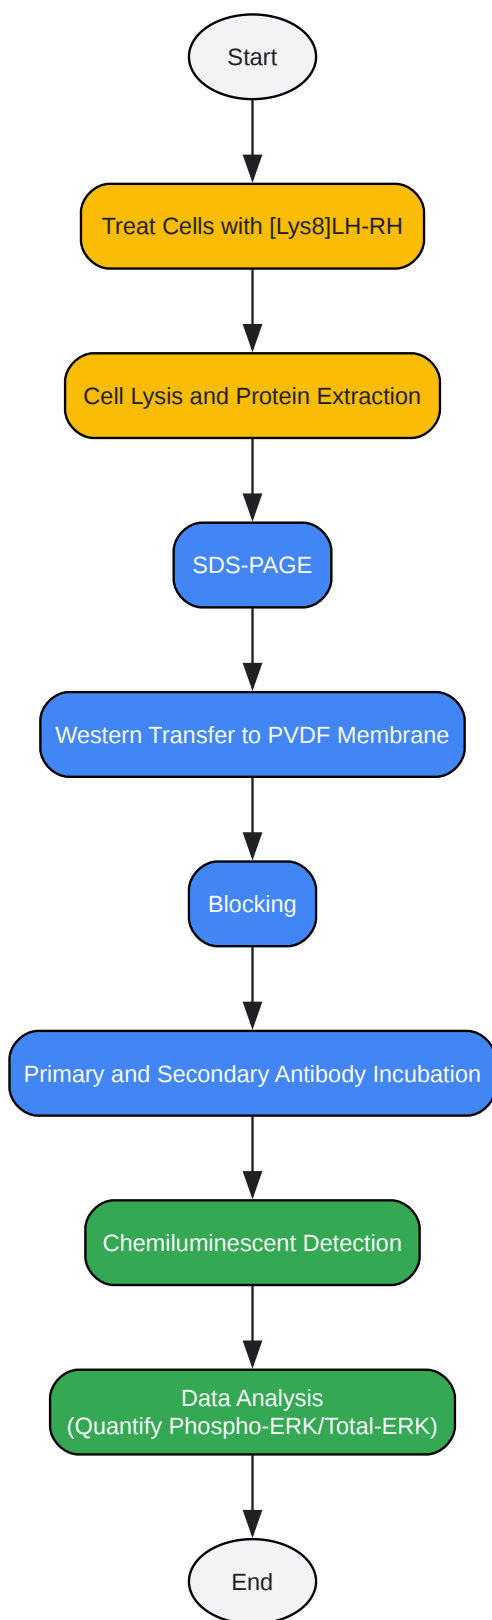 Start
Treat Cells with [Lys8]LH-RH
Cell Lysis and Protein Extraction
SDS-PAGE
Western Transfer to PVDF Membrane
Blocking
Primary and Secondary Antibody Incubation
Chemiluminescent Detection
Data Analysis
(Quantify Phospho-ERK/Total-ERK)
End